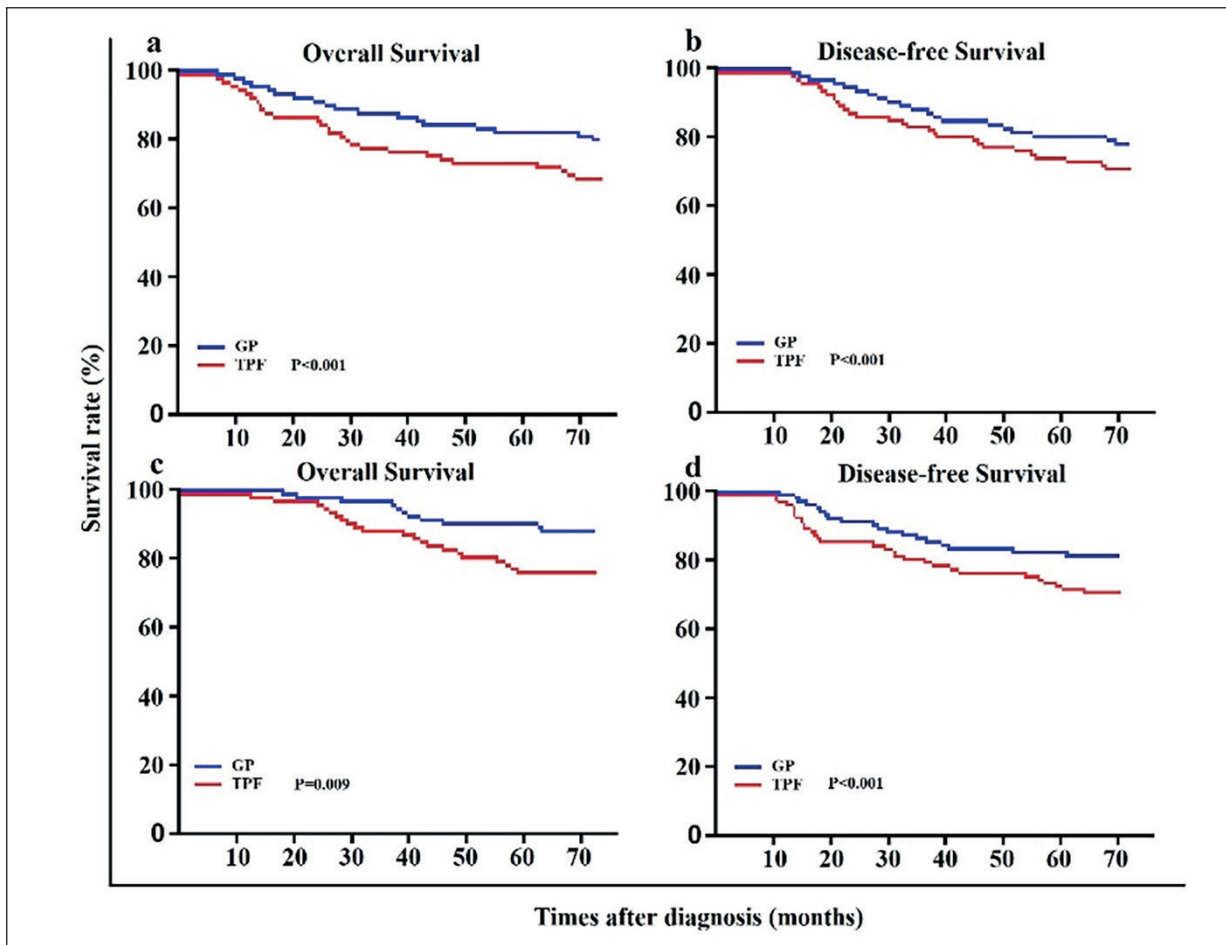 a
Overall Survival
100
80
60
40
20
0
GP
TPF P<0.001
10 20 30 40 50 60 70
b
Disease-free Survival
100
80
60
40
20
0
GP
TPF P<0.001
10 20 30 40 50 60 70
c
Overall Survival
100
80
60
40
20
0
GP
TPF P=0.009
10 20 30 40 50 60 70
d
Disease-free Survival
100
80
60
40
20
0
GP
TPF P<0.001
10 20 30 40 50 60 70
Survival rate (%)
Times after diagnosis (months)